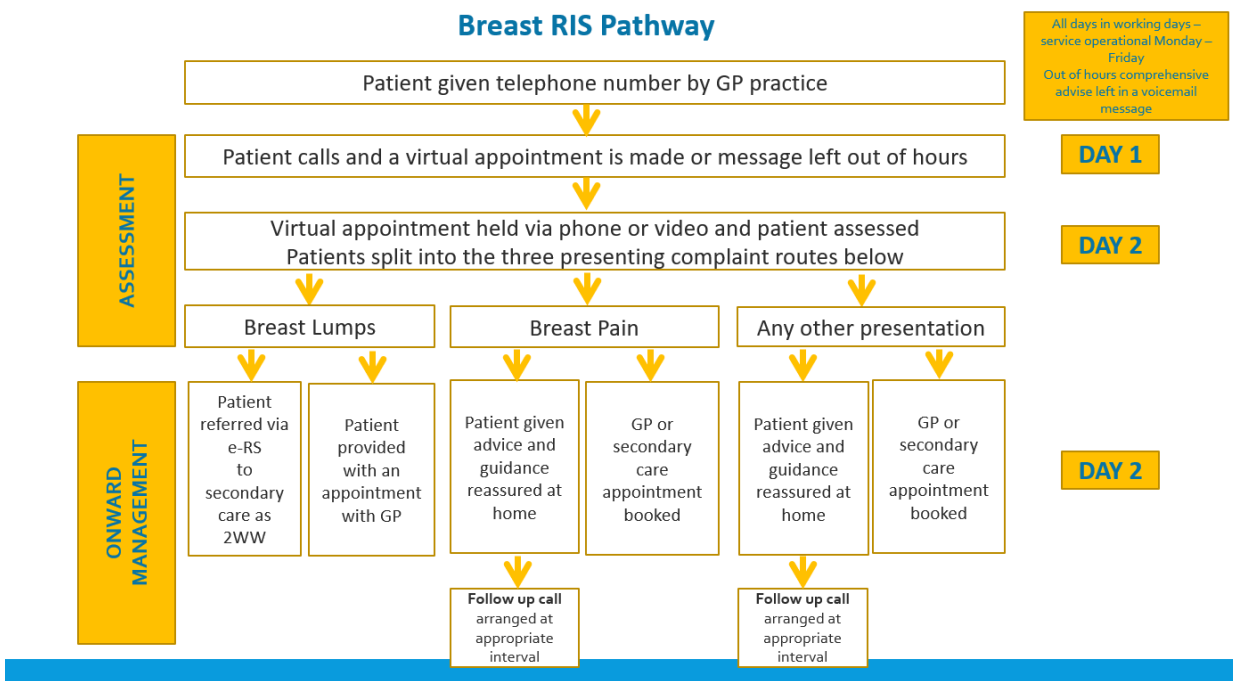 Breast RIS Pathway
All days in working days –
service operational Monday –
Friday
Out of hours comprehensive
advise left in a voicemail
message
Patient given telephone number by GP practice
ASSESSMENT
Patient calls and a virtual appointment is made or message left out of hours
DAY 1
Virtual appointment held via phone or video and patient assessed
Patients split into the three presenting complaint routes below
DAY 2
Breast Lumps
Breast Pain
Any other presentation
ONWARD
MANAGEMENT
Patient
referred via
e-RS
to
secondary
care as
2WW
Patient
provided
with an
appointment
with GP
Patient given
advice and
guidance
reassured at
home
GP or
secondary
care
appointment
booked
Patient given
advice and
guidance
reassured at
home
GP or
secondary
care
appointment
booked
DAY 2
Follow up call
arranged at
appropriate
interval
Follow up call
arranged at
appropriate
interval